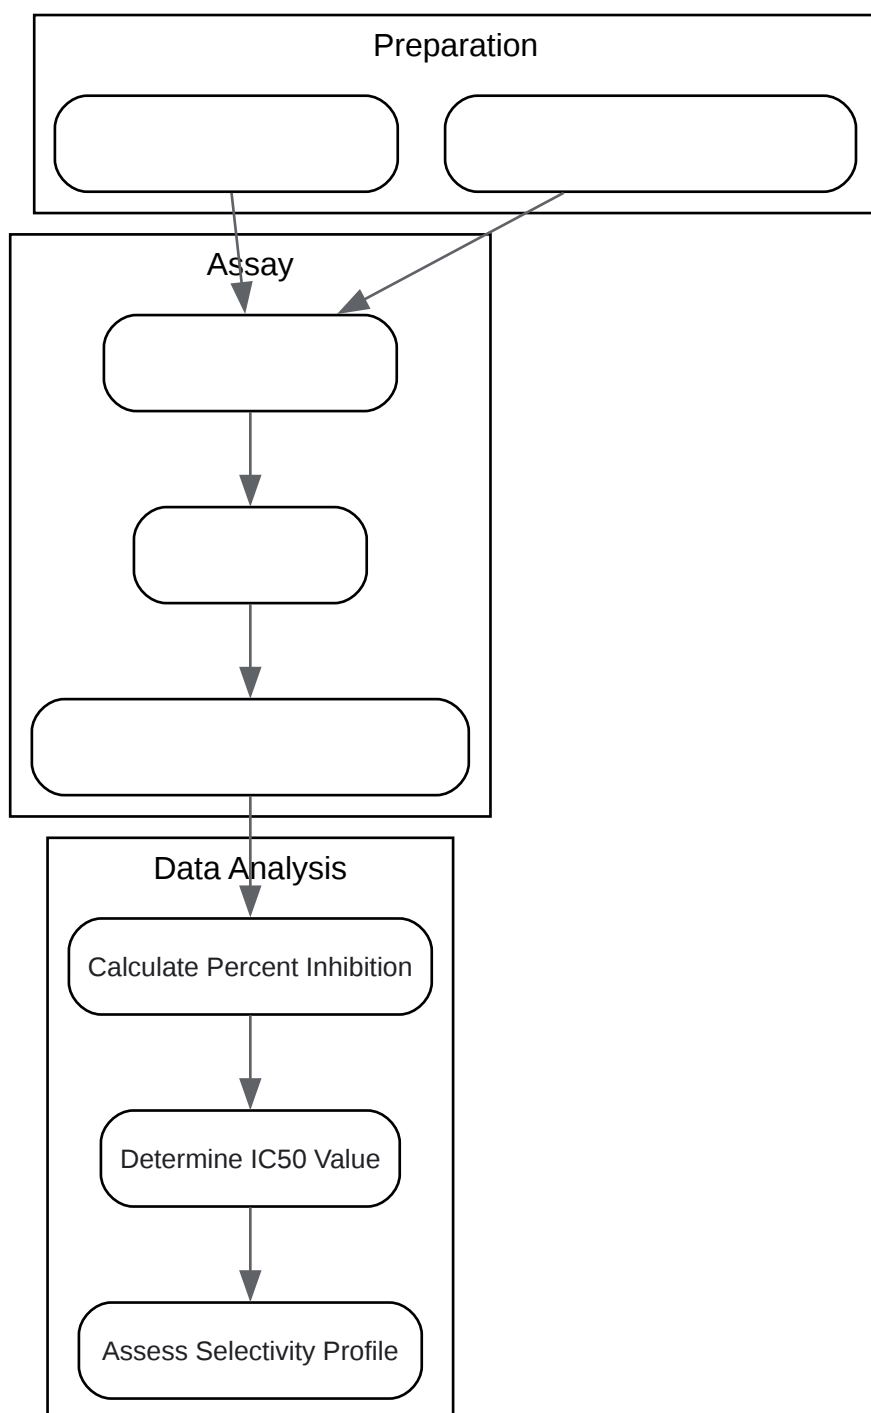 Preparation
Assay
Data Analysis
Calculate Percent Inhibition
Determine IC50 Value
Assess Selectivity Profile